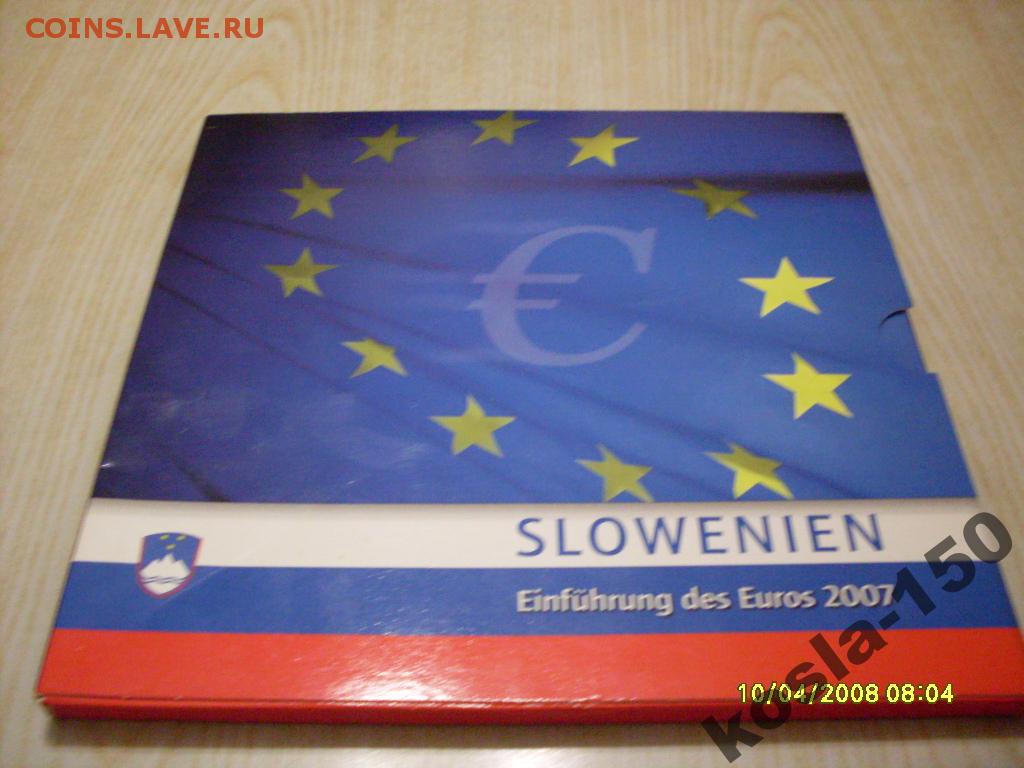 COINS.LAVE.RU
€
SLOWENIEN
Einführung des Euros 2007
10/04/2008 08:04
kosla-150